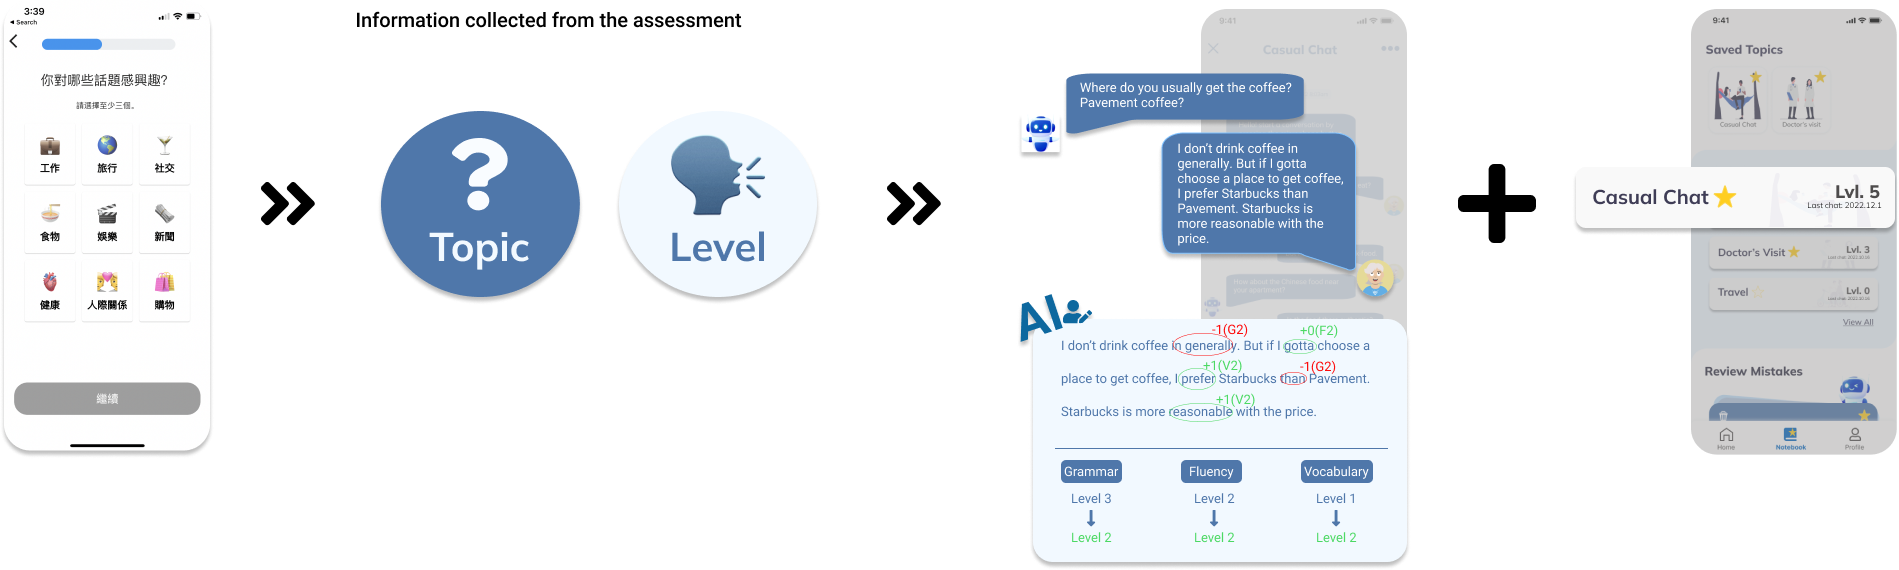 3:39
Search
你對哪些話題感興趣?
請選擇至少三個。
工作
旅行
社交
食物
娛樂
新聞
健康
人際關係
購物
繼續
Information collected from the assessment
?
Topic
Level
9:41
Casual Chat
Where do you usually get the coffee?
Pavement coffee?
I don't drink coffee in
generally. But if I gotta
choose a place to get coffee,
I prefer Starbucks than
Pavement. Starbucks is
more reasonable with the
price.
AI
-1(G2)
+0(F2)
I don't drink coffee in generally. But if I gotta choose a
+1(V2)
-1(G2)
place to get coffee, I prefer Starbucks than Pavement.
+1(V2)
Starbucks is more reasonable with the price.
Grammar
Fluency
Vocabulary
Level 3
Level 2
Level 1
Level 2
Level 2
Level 2
9:41
Saved Topics
Casual Chat
Doctor's visit
Casual Chat
Lvl. 5
Last chat: 2022.12.1
Doctor's Visit
Lvl. 3
Travel
Lvl. 0
View All
Review Mistakes
Home
Notebook
Profile